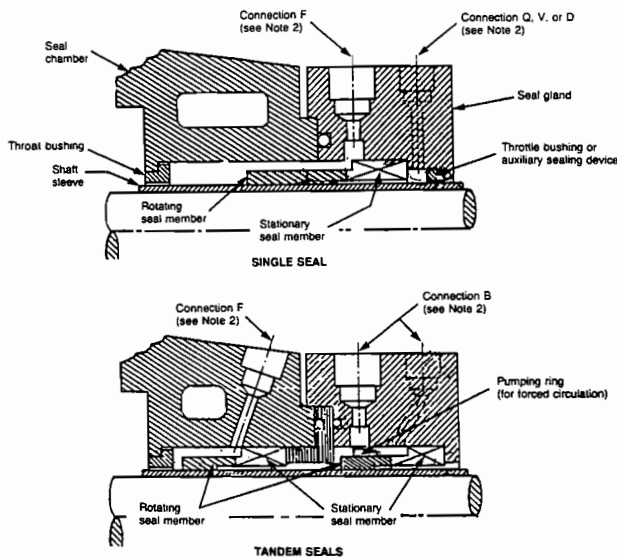 Connection F
(see Note 2)
Connection Q, V, or D
(see Note 2)
Seal
chamber
Seal gland
Throat bushing
Shaft
sleeve
Throttle bushing or
auxiliary sealing device
Rotating
seal member
Stationary
seal member
SINGLE SEAL
Connection F
(see Note 2)
Connection B
(see Note 2)
Pumping ring
(for forced circulation)
Rotating
seal member
Stationary
seal member
TANDEM SEALS